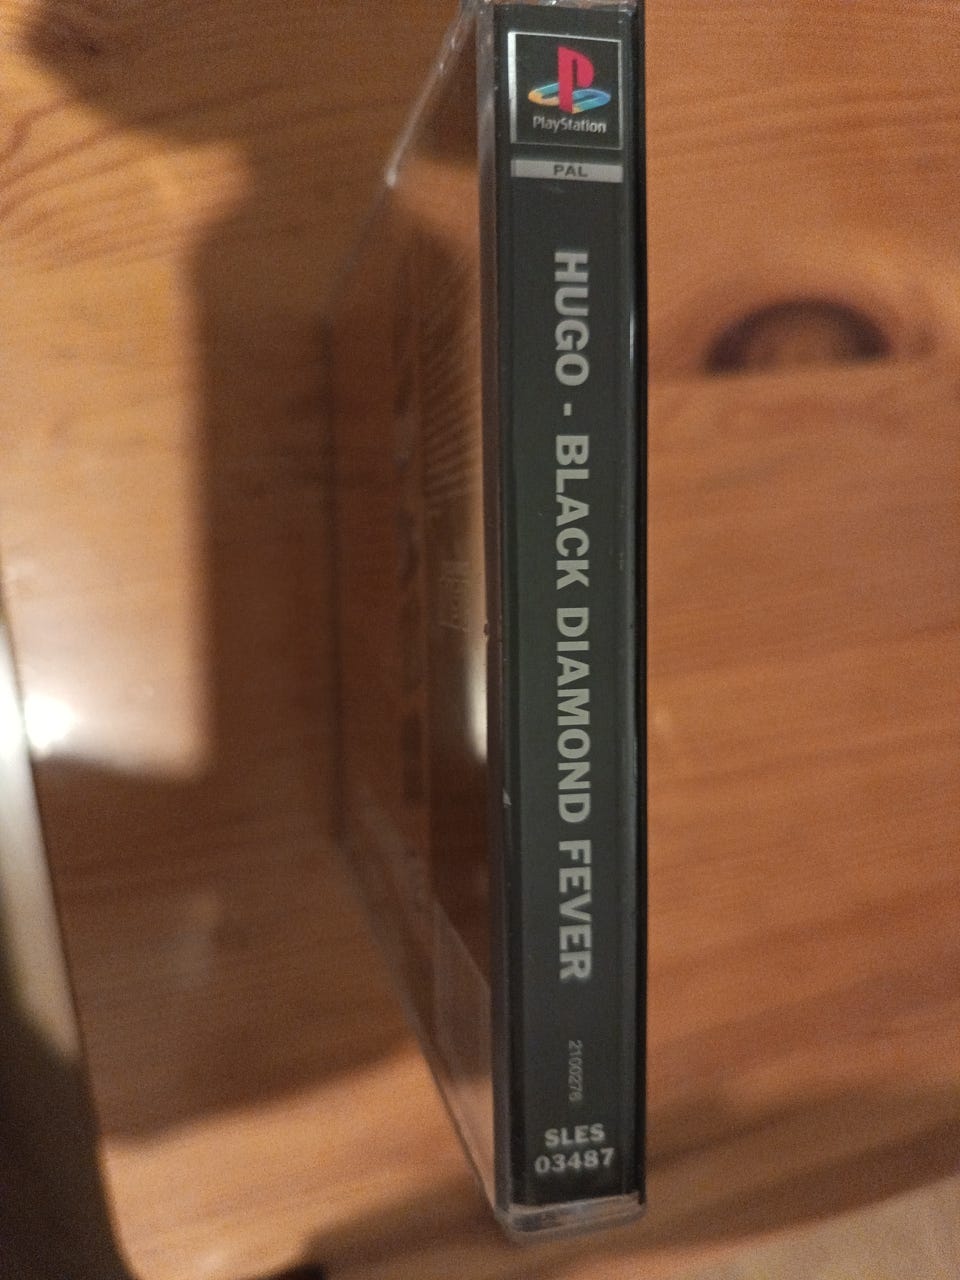 PlayStation
PAL
HUGO - BLACK DIAMOND FEVER
2100276
SLES
03487